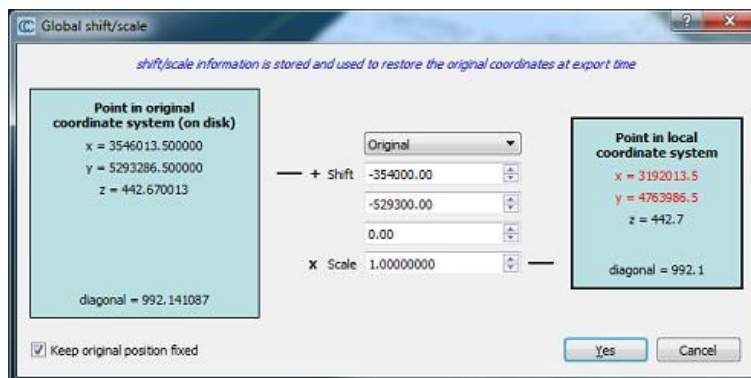 Global shift/scale
shift/scale information is stored and used to restore the original coordinates at export time
Point in original
coordinate system (on disk)
x = 3546013.500000
y = 5293286.500000
z = 442.670013
diagonal = 992.141087
Original
+ Shift -354000.00
-529300.00
0.00
x Scale 1.00000000
Point in local
coordinate system
x = 3192013.5
y = 4763986.5
z = 442.7
diagonal = 992.1
Keep original position fixed
Yes
Cancel